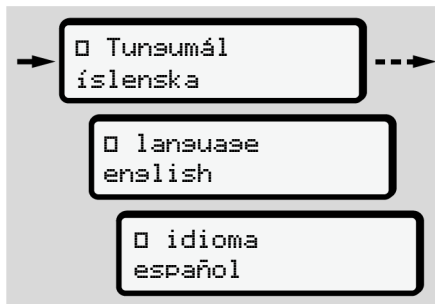 □ Tungumál
íslenska
□ language
english
□ idioma
español